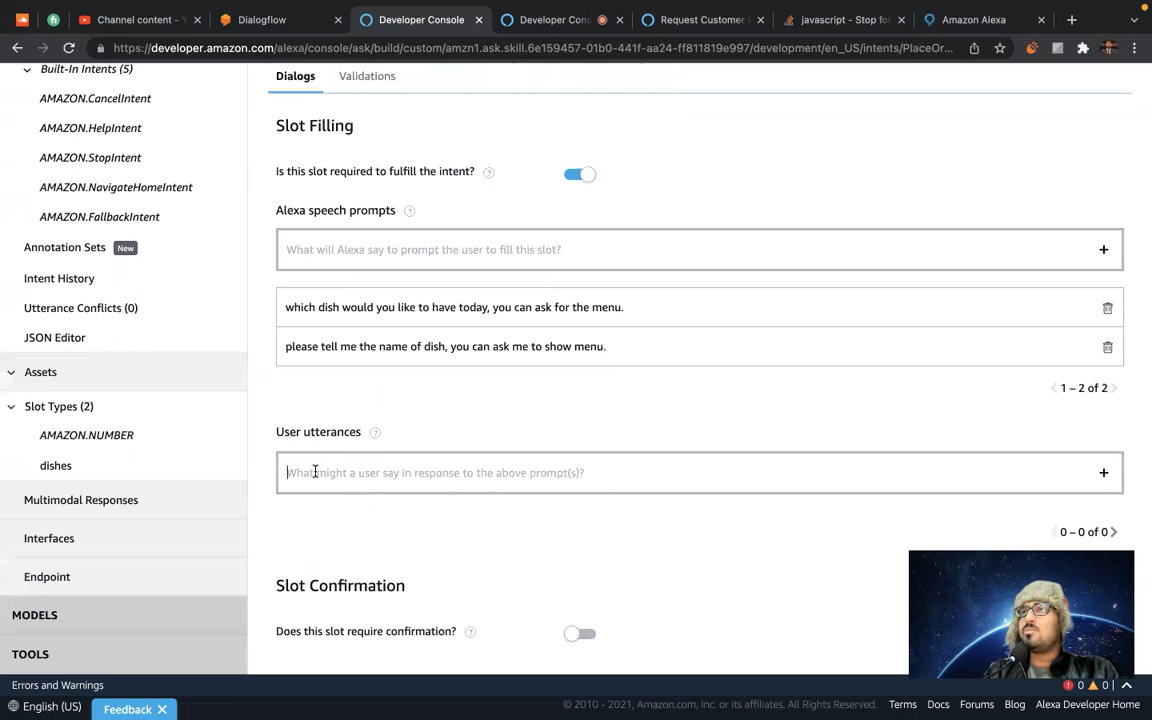 Channel content - Y
Dialogflow
Developer Console
Developer Cons
Request Customer
javascript - Stop for
Amazon Alexa
https://developer.amazon.com/alexa/console/ask/build/custom/amzn1.ask.skill.6e159457-01b0-441f-aa24-ff811819e997/development/en_US/intents/PlaceOr...
Built-In Intents (5)
AMAZON.CancelIntent
AMAZON.HelpIntent
AMAZON.StopIntent
AMAZON.NavigateHomeIntent
AMAZON.FallbackIntent
Annotation Sets New
Intent History
Utterance Conflicts (0)
JSON Editor
Assets
Slot Types (2)
AMAZON.NUMBER
dishes
Multimodal Responses
Interfaces
Endpoint
MODELS
TOOLS
Dialogs Validations
Slot Filling
Is this slot required to fulfill the intent?
Alexa speech prompts
What will Alexa say to prompt the user to fill this slot?
which dish would you like to have today, you can ask for the menu.
please tell me the name of dish, you can ask me to show menu.
1 – 2 of 2
User utterances
What might a user say in response to the above prompt(s)?
0 – 0 of 0
Slot Confirmation
Does this slot require confirmation?
Errors and Warnings 0 0
English (US) Feedback © 2010 - 2021, Amazon.com, Inc. or its affiliates. All Rights Reserved. Terms Docs Forums Blog Alexa Developer Home